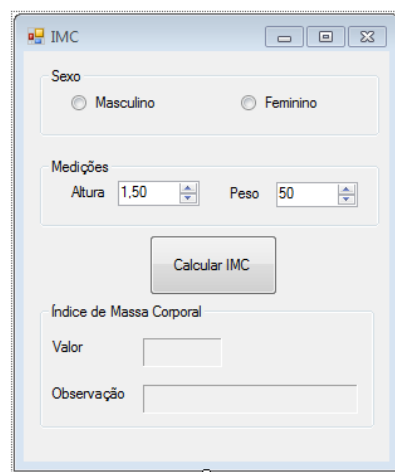 IMC
Sexo
Masculino Feminino
Medições
Altura 1,50 Peso 50
Calcular IMC
Índice de Massa Corporal
Valor
Observação